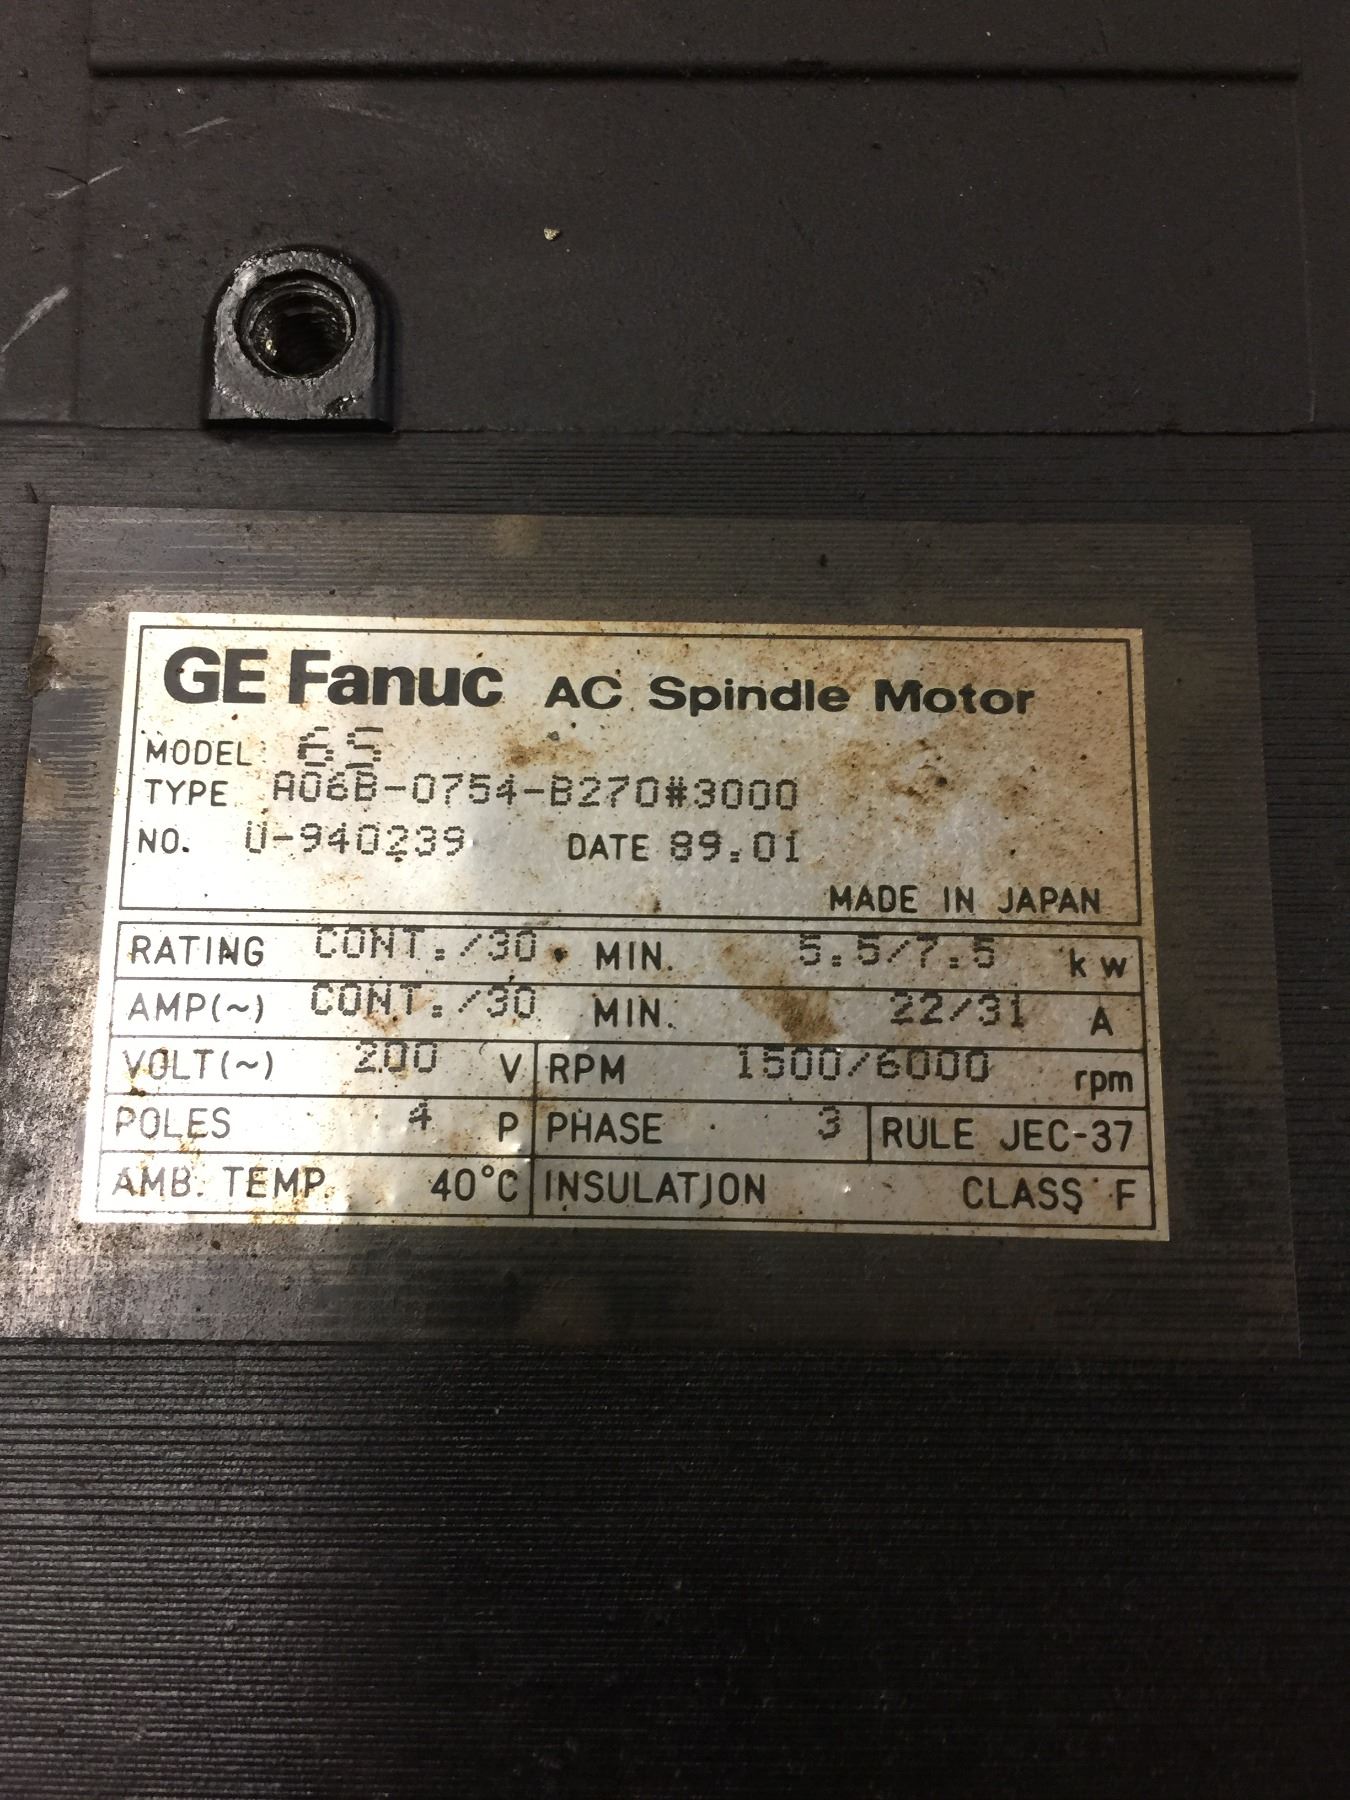 GE Fanuc AC Spindle Motor
MODEL 6S
TYPE A06B-0754-B270#3000
NO. U-940239 DATE 89.01
MADE IN JAPAN
RATING CONT./30 MIN. 5.5/7.5 kw
AMP(~) CONT./30 MIN. 22/31 A
VOLT(~) 200 V RPM 1500/6000 rpm
POLES 4 P PHASE 3 RULE JEC-37
AMB. TEMP. 40°C INSULATION CLASS F